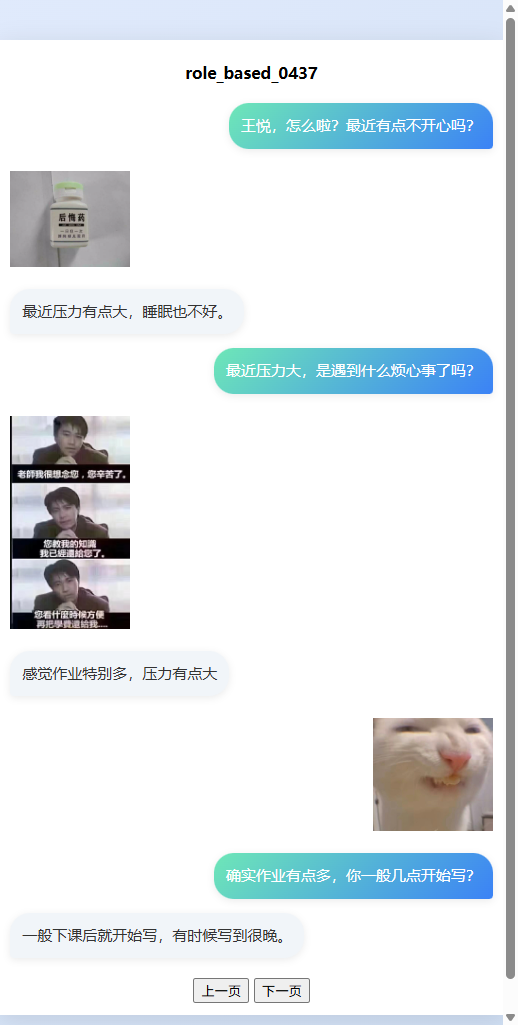 role_based_0437
王悦，怎么啦？最近有点不开心吗？
后悔药
最近压力有点大，睡眠也不好。
最近压力大，是遇到什么烦心事了吗？
老師我很想念您，您辛苦了。
您教我的知識
我已經還給您了。
您看什麼時候方便
再把學費還給我....
感觉作业特别多，压力有点大
确实作业有点多，你一般几点开始写？
一般下课后就开始写，有时候写到很晚。
上一页 下一页